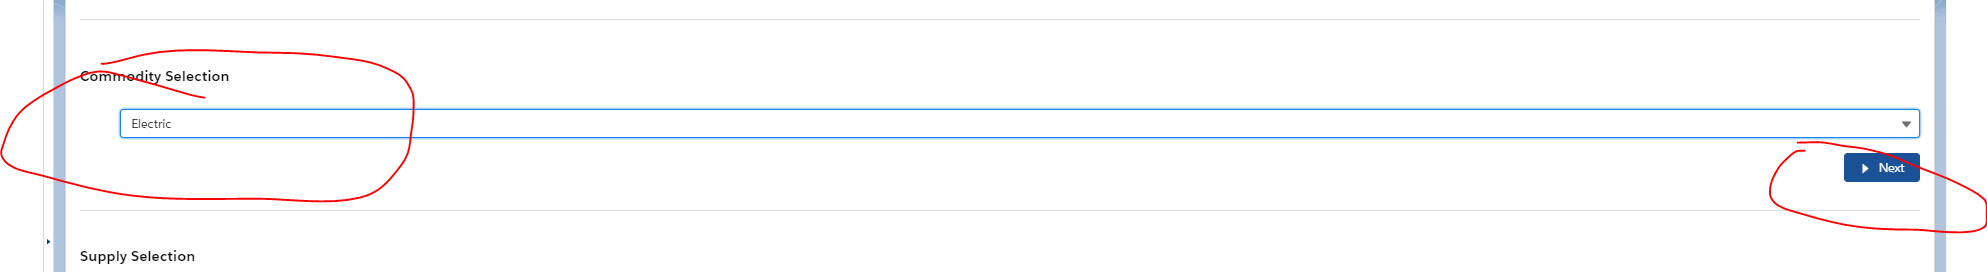 Commodity Selection
Electric
Next
Supply Selection